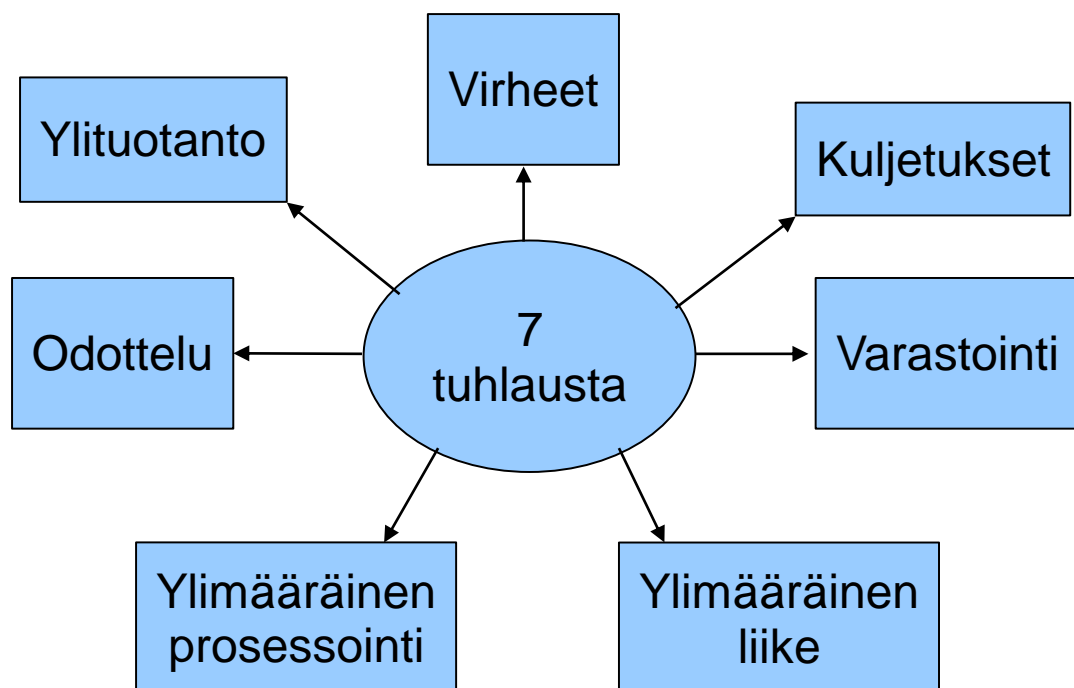 Virheet
Ylituotanto
Kuljetukset
7
tuhlausta
Odottelu
Varastointi
Ylimääräinen
prosessointi
Ylimääräinen
liike